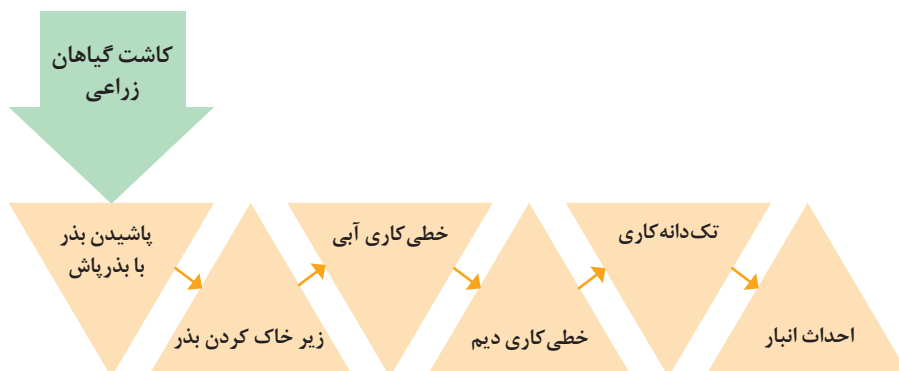 کاشت گیاهان
زراعی
پاشیدن بذر
با بذرپاش
زیر خاک کردن بذر
خطی‌کاری آبی
خطی‌کاری دیم
تک‌دانه‌کاری
احداث انبار